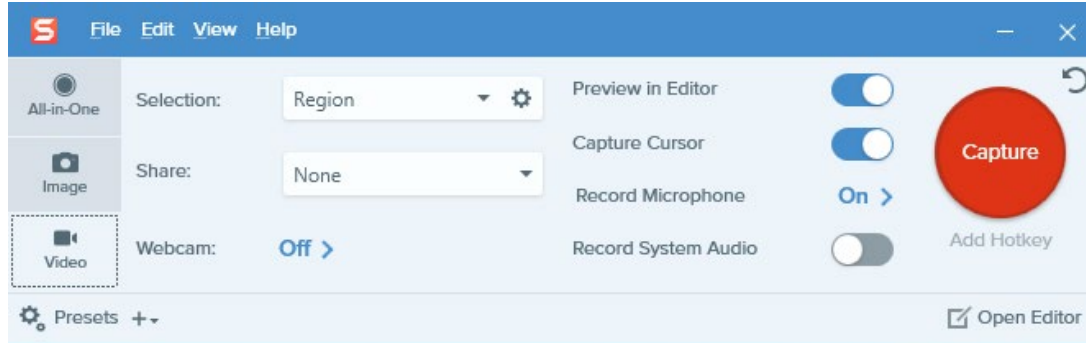 S File Edit View Help
All-in-One
Image
Video
Selection: Region
Share: None
Webcam: Off >
Preview in Editor
Capture Cursor
Record Microphone On >
Record System Audio
Capture
Add Hotkey
Presets +
Open Editor